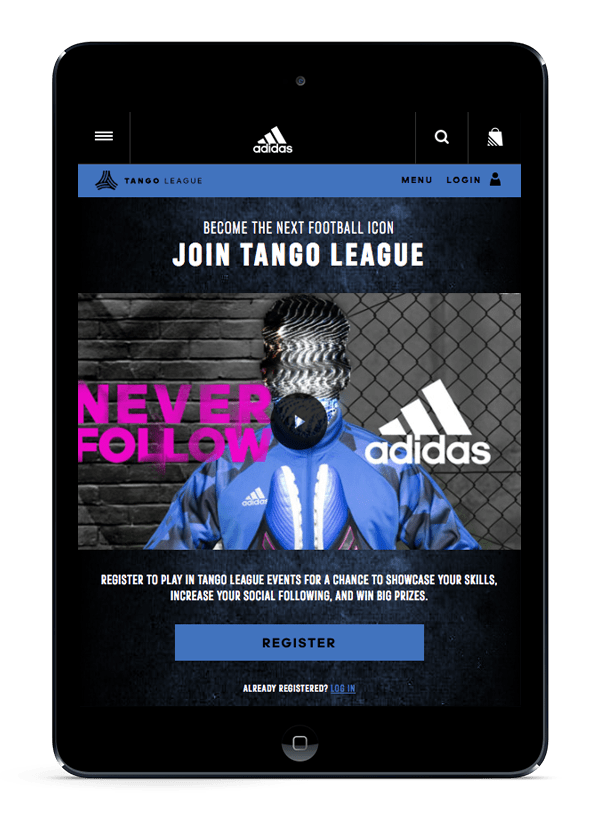 adidas
TANGO LEAGUE
MENU LOGIN
BECOME THE NEXT FOOTBALL ICON
JOIN TANGO LEAGUE
NEVER
FOLLOW
adidas
adidas
REGISTER TO PLAY IN TANGO LEAGUE EVENTS FOR A CHANCE TO SHOWCASE YOUR SKILLS,
INCREASE YOUR SOCIAL FOLLOWING, AND WIN BIG PRIZES.
REGISTER
ALREADY REGISTERED? LOG IN